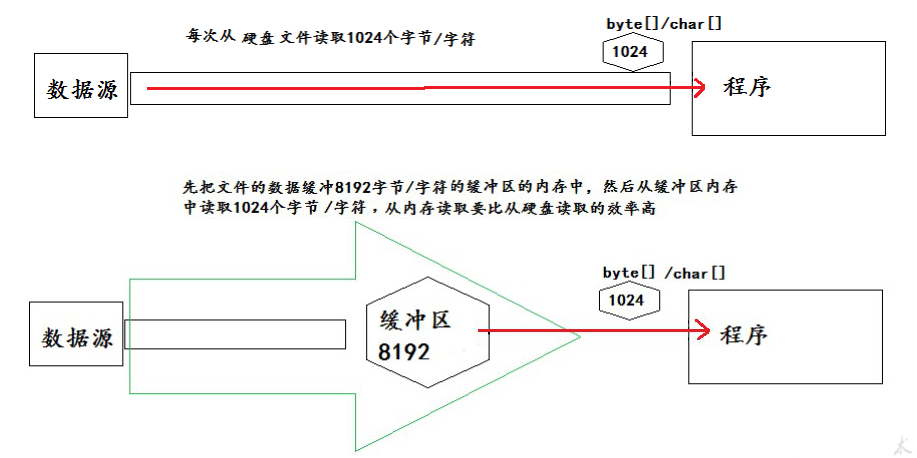 每次从 硬盘文件读取1024个字节/字符
byte[]/char[]
1024
数据源
程序
先把文件的数据缓冲8192字节/字符的缓冲区的内存中，然后从缓冲区内存
中读取1024个字节/字符，从内存读取要比从硬盘读取的效率高
byte[] /char[]
1024
数据源
缓冲区
8192
程序
术